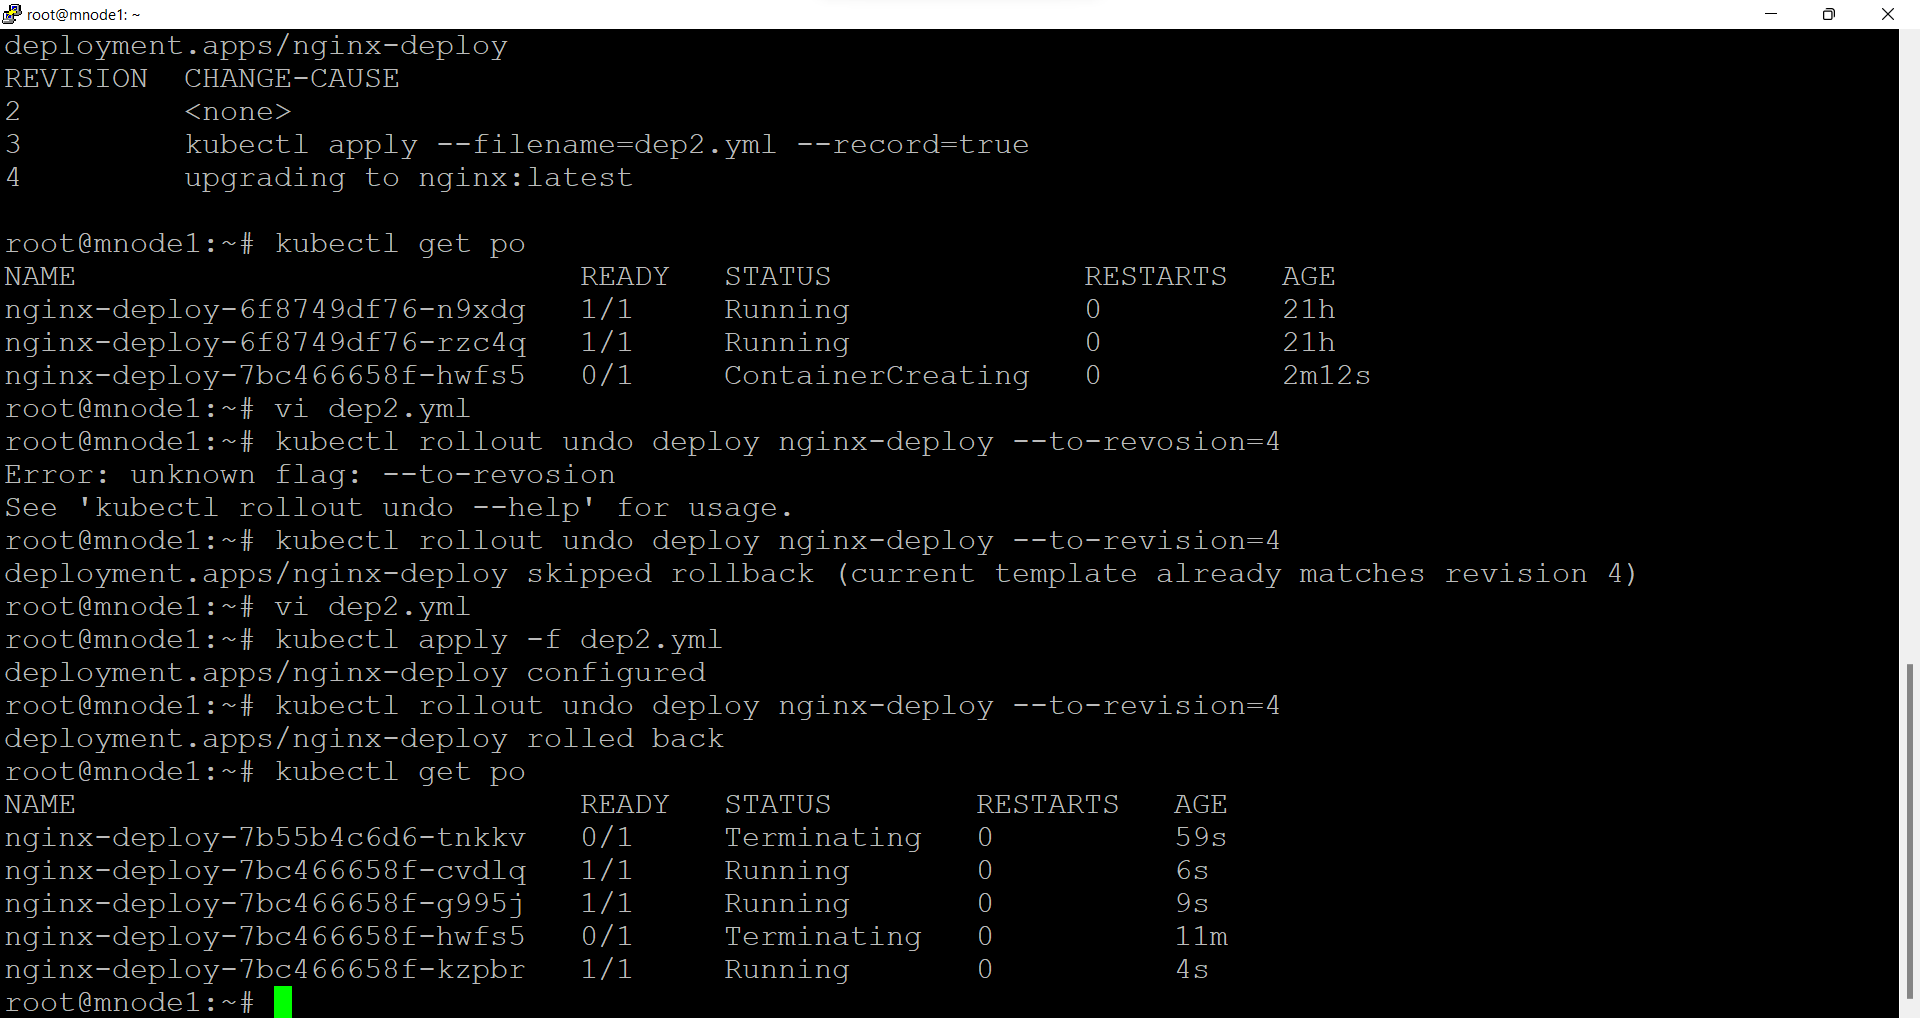 root@mnode1: ~
deployment.apps/nginx-deploy
REVISION  CHANGE-CAUSE
2         <none>
3         kubectl apply --filename=dep2.yml --record=true
4         upgrading to nginx:latest
root@mnode1:~# kubectl get po
NAME                            READY   STATUS              RESTARTS   AGE
nginx-deploy-6f8749df76-n9xdg   1/1     Running             0          21h
nginx-deploy-6f8749df76-rzc4q   1/1     Running             0          21h
nginx-deploy-7bc466658f-hwfs5   0/1     ContainerCreating   0          2m12s
root@mnode1:~# vi dep2.yml
root@mnode1:~# kubectl rollout undo deploy nginx-deploy --to-revosion=4
Error: unknown flag: --to-revosion
See 'kubectl rollout undo --help' for usage.
root@mnode1:~# kubectl rollout undo deploy nginx-deploy --to-revision=4
deployment.apps/nginx-deploy skipped rollback (current template already matches revision 4)
root@mnode1:~# vi dep2.yml
root@mnode1:~# kubectl apply -f dep2.yml
deployment.apps/nginx-deploy configured
root@mnode1:~# kubectl rollout undo deploy nginx-deploy --to-revision=4
deployment.apps/nginx-deploy rolled back
root@mnode1:~# kubectl get po
NAME                            READY   STATUS        RESTARTS   AGE
nginx-deploy-7b55b4c6d6-tnkkv   0/1     Terminating   0          59s
nginx-deploy-7bc466658f-cvdlq   1/1     Running       0          6s
nginx-deploy-7bc466658f-g995j   1/1     Running       0          9s
nginx-deploy-7bc466658f-hwfs5   0/1     Terminating   0          11m
nginx-deploy-7bc466658f-kzpbr   1/1     Running       0          4s
root@mnode1:~#